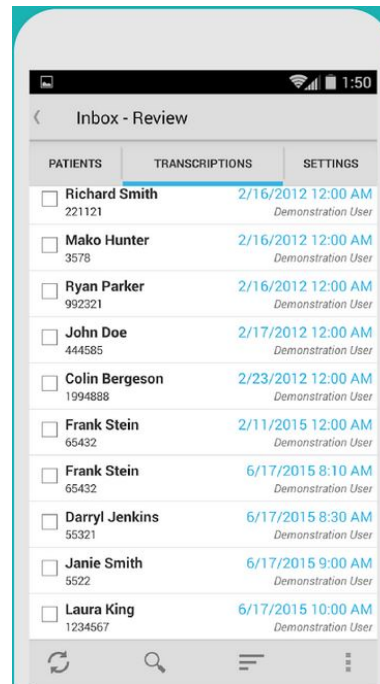 1:50
Inbox - Review
PATIENTS TRANSCRIPTIONS SETTINGS
Richard Smith 2/16/2012 12:00 AM
221121 Demonstration User
Mako Hunter 2/16/2012 12:00 AM
3578 Demonstration User
Ryan Parker 2/16/2012 12:00 AM
992321 Demonstration User
John Doe 2/17/2012 12:00 AM
444585 Demonstration User
Colin Bergeson 2/23/2012 12:00 AM
1994888 Demonstration User
Frank Stein 2/11/2015 12:00 AM
65432 Demonstration User
Frank Stein 6/17/2015 8:10 AM
65432 Demonstration User
Darryl Jenkins 6/17/2015 8:30 AM
55321 Demonstration User
Janie Smith 6/17/2015 9:00 AM
5522 Demonstration User
Laura King 6/17/2015 10:00 AM
1234567 Demonstration User